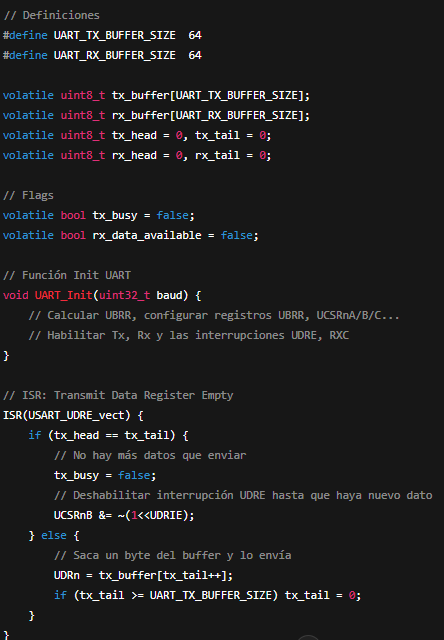 // Definiciones
#define UART_TX_BUFFER_SIZE  64
#define UART_RX_BUFFER_SIZE  64

volatile uint8_t tx_buffer[UART_TX_BUFFER_SIZE];
volatile uint8_t rx_buffer[UART_RX_BUFFER_SIZE];
volatile uint8_t tx_head = 0, tx_tail = 0;
volatile uint8_t rx_head = 0, rx_tail = 0;

// Flags
volatile bool tx_busy = false;
volatile bool rx_data_available = false;

// Función Init UART
void UART_Init(uint32_t baud) {
    // Calcular UBRR, configurar registros UBRR, UCSRnA/B/C...
    // Habilitar Tx, Rx y las interrupciones UDRE, RXC
}

// ISR: Transmit Data Register Empty
ISR(USART_UDRE_vect) {
    if (tx_head == tx_tail) {
        // No hay más datos que enviar
        tx_busy = false;
        // Deshabilitar interrupción UDRE hasta que haya nuevo dato
        UCSRnB &= ~(1<<UDRIE);
    } else {
        // Saca un byte del buffer y lo envía
        UDRn = tx_buffer[tx_tail++];
        if (tx_tail >= UART_TX_BUFFER_SIZE) tx_tail = 0;
    }
}